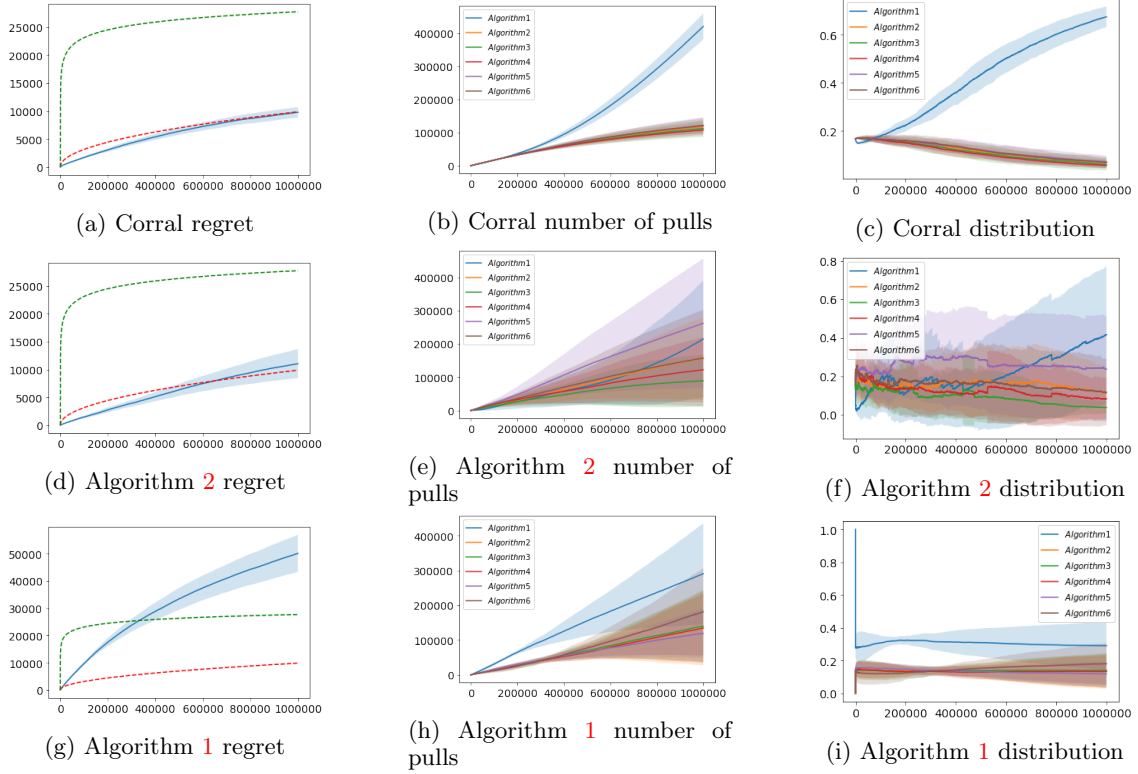 25000
20000
15000
10000
5000
0
0 200000 400000 600000 800000 1000000
(a) Corral regret
400000
300000
200000
100000
0
Algorithm1
Algorithm2
Algorithm3
Algorithm4
Algorithm5
Algorithm6
0 200000 400000 600000 800000 1000000
(b) Corral number of pulls
0.6
0.4
0.2
Algorithm1
Algorithm2
Algorithm3
Algorithm4
Algorithm5
Algorithm6
0 200000 400000 600000 800000 1000000
(c) Corral distribution
25000
20000
15000
10000
5000
0
0 200000 400000 600000 800000 1000000
(d) Algorithm 2 regret
400000
300000
200000
100000
0
Algorithm1
Algorithm2
Algorithm3
Algorithm4
Algorithm5
Algorithm6
0 200000 400000 600000 800000 1000000
(e) Algorithm 2 number of
pulls
0.8
0.6
0.4
0.2
0.0
Algorithm1
Algorithm2
Algorithm3
Algorithm4
Algorithm5
Algorithm6
0 200000 400000 600000 800000 1000000
(f) Algorithm 2 distribution
50000
40000
30000
20000
10000
0
0 200000 400000 600000 800000 1000000
(g) Algorithm 1 regret
400000
300000
200000
100000
0
Algorithm1
Algorithm2
Algorithm3
Algorithm4
Algorithm5
Algorithm6
0 200000 400000 600000 800000 1000000
(h) Algorithm 1 number of
pulls
1.0
0.8
0.6
0.4
0.2
0.0
Algorithm1
Algorithm2
Algorithm3
Algorithm4
Algorithm5
Algorithm6
0 200000 400000 600000 800000 1000000
(i) Algorithm 1 distribution